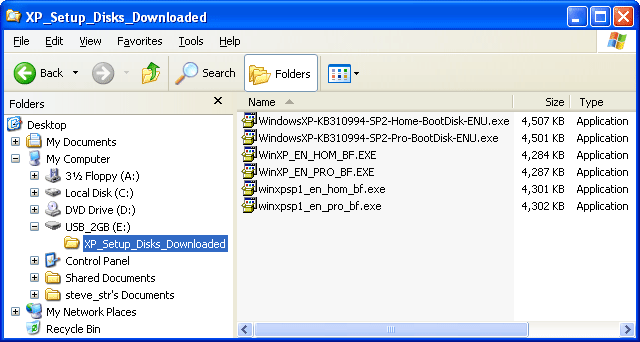 XP_Setup_Disks_Downloaded
File Edit View Favorites Tools Help
Back Search Folders
Folders
Name Size Type
Desktop
My Documents
My Computer
3½ Floppy (A:)
Local Disk (C:)
DVD Drive (D:)
USB_2GB (E:)
XP_Setup_Disks_Downloaded
Control Panel
Shared Documents
steve_str's Documents
My Network Places
Recycle Bin
WindowsXP-KB310994-SP2-Home-BootDisk-ENU.exe 4,507 KB Application
WindowsXP-KB310994-SP2-Pro-BootDisk-ENU.exe 4,501 KB Application
WinXP_EN_HOM_BF.EXE 4,284 KB Application
WinXP_EN_PRO_BF.EXE 4,287 KB Application
winxpsp1_en_hom_bf.exe 4,301 KB Application
winxpsp1_en_pro_bf.exe 4,302 KB Application